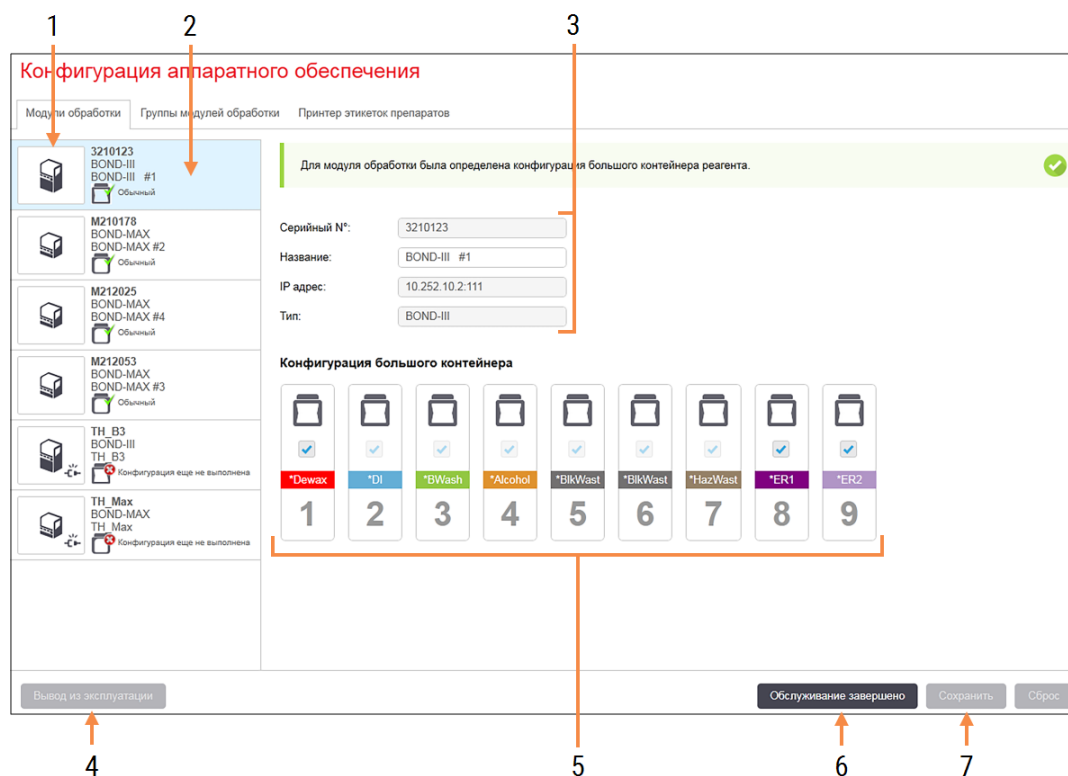 1
2
3
Конфигурация аппаратного обеспечения
Модули обработки
Группы модулей обработки
Принтер этикеток препаратов
3210123
BOND-III
BOND-III #1
Обычный
M210178
BOND-MAX
BOND-MAX #2
Обычный
M212025
BOND-MAX
BOND-MAX #4
Обычный
M212053
BOND-MAX
BOND-MAX #3
Обычный
TH_B3
BOND-III
TH_B3
Конфигурация еще не выполнена
TH_Max
BOND-MAX
TH_Max
Конфигурация еще не выполнена
Для модуля обработки была определена конфигурация большого контейнера реагента.
Серийный N°: 3210123
Название: BOND-III #1
IP адрес: 10.252.10.2:111
Тип: BOND-III
Конфигурация большого контейнера
*Dewax *DI *BWash *Alcohol *BlkWast *BlkWast *HazWast *ER1 *ER2
1 2 3 4 5 6 7 8 9
Вывод из эксплуатации
Обслуживание завершено
Сохранить
Сброс
4
5
6
7